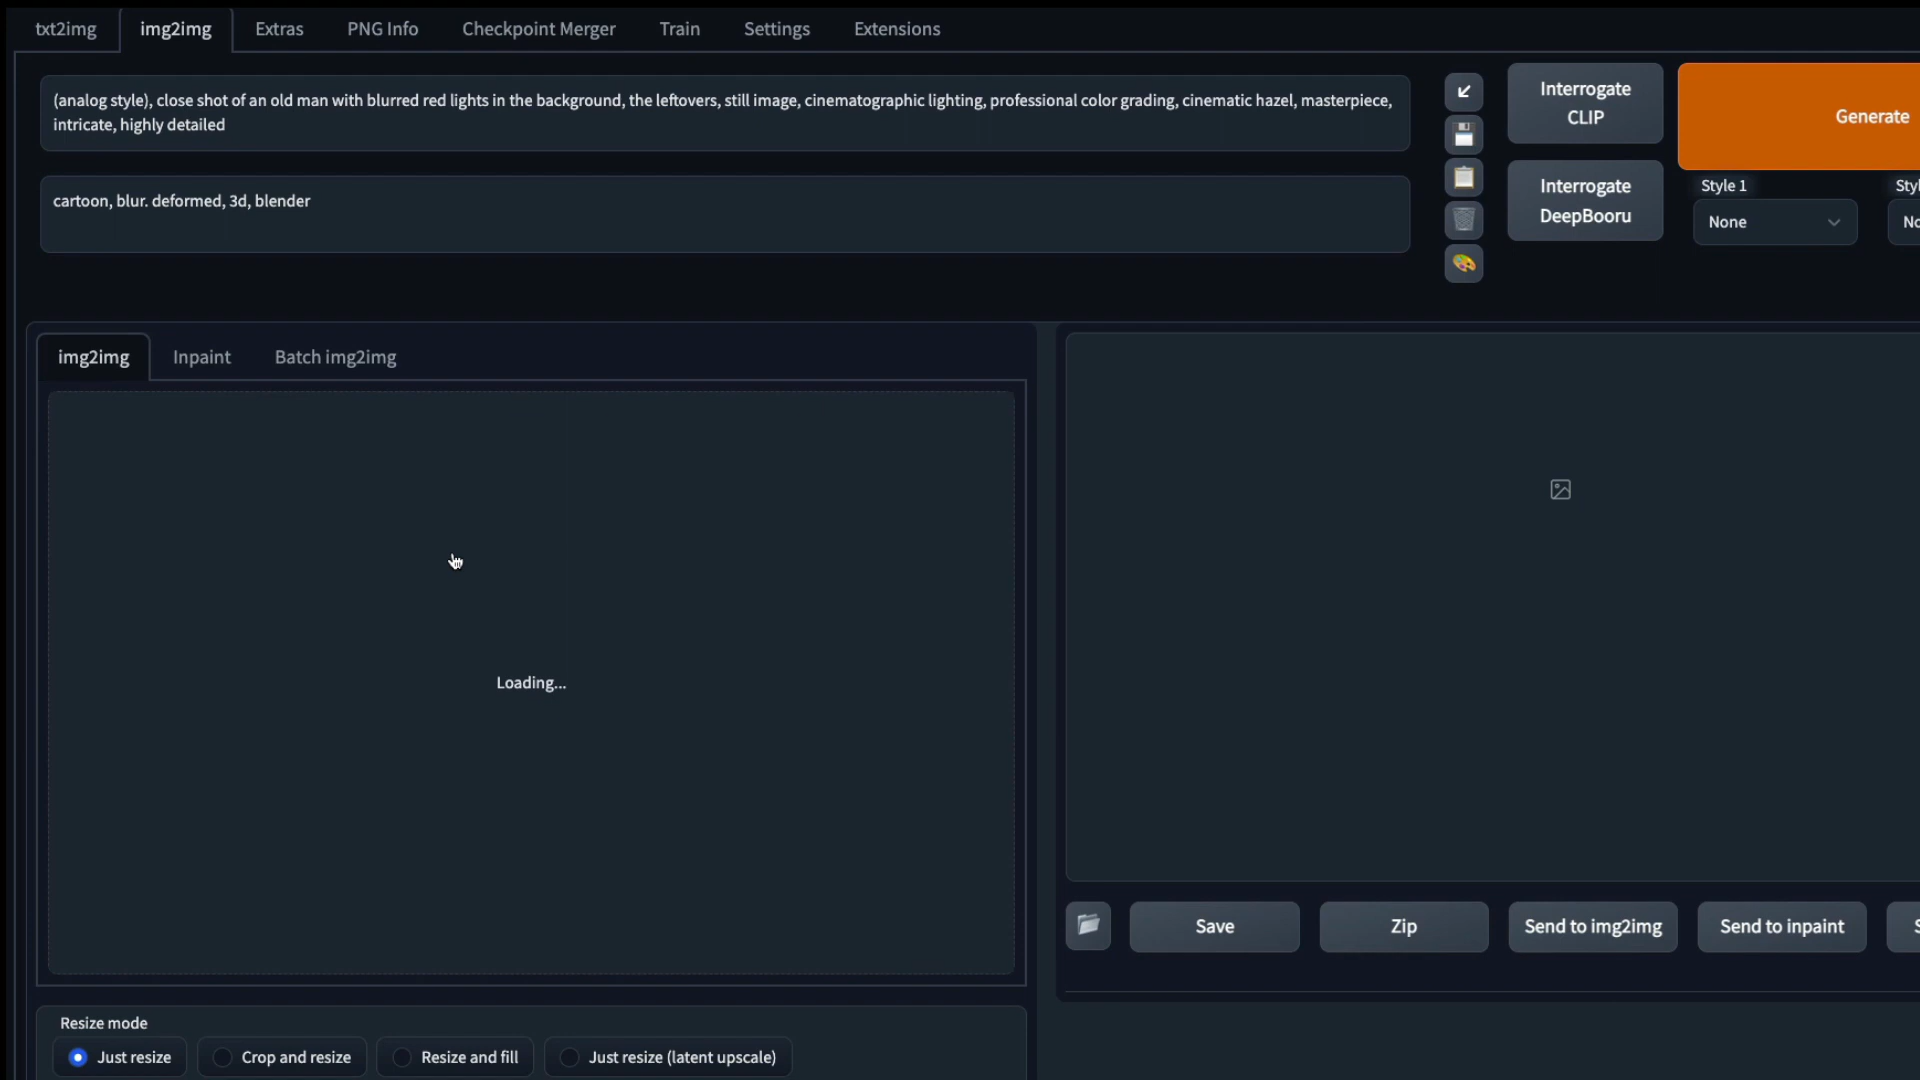 txt2img img2img Extras PNG Info Checkpoint Merger Train Settings Extensions
(analog style), close shot of an old man with blurred red lights in the background, the leftovers, still image, cinematographic lighting, professional color grading, cinematic hazel, masterpiece,
intricate, highly detailed
cartoon, blur. deformed, 3d, blender
Interrogate
CLIP
Generate
Interrogate
DeepBooru
Style 1
None
img2img Inpaint Batch img2img
Loading...
Save Zip Send to img2img Send to inpaint
Resize mode
Just resize Crop and resize Resize and fill Just resize (latent upscale)